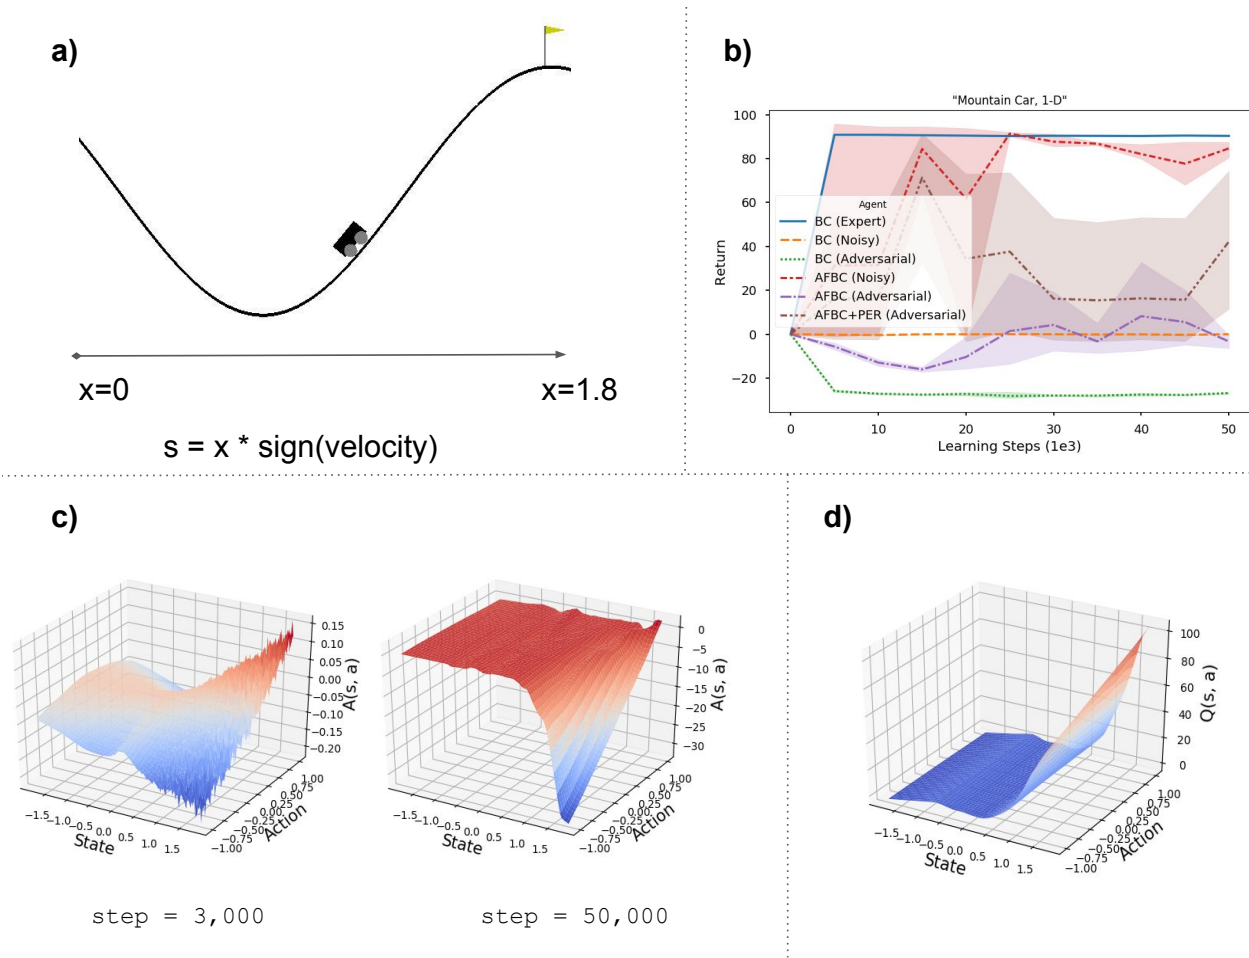 a)
x=0
x=1.8
s = x * sign(velocity)
b)
"Mountain Car, 1-D"
100
80
60
40
20
0
−20
Return
Agent
BC (Expert)
BC (Noisy)
BC (Adversarial)
AFBC (Noisy)
AFBC (Adversarial)
AFBC+PER (Adversarial)
0 10 20 30 40 50
Learning Steps (1e3)
c)
0.15
0.10
0.05
0.00
−0.05
−0.10
−0.15
−0.20
A(s, a)
1.00
0.75
0.50
0.25
0.00
−0.25
−0.50
−0.75
−1.00
Action
−1.5 −1.0 −0.5 0.0 0.5 1.0 1.5
State
step = 3,000
0
−5
−10
−15
−20
−25
−30
A(s, a)
1.00
0.75
0.50
0.25
0.00
−0.25
−0.50
−0.75
−1.00
Action
−1.5 −1.0 −0.5 0.0 0.5 1.0 1.5
State
step = 50,000
d)
100
80
60
40
20
0
Q(s, a)
1.00
0.75
0.50
0.25
0.00
−0.25
−0.50
−0.75
−1.00
Action
−1.5 −1.0 −0.5 0.0 0.5 1.0 1.5
State